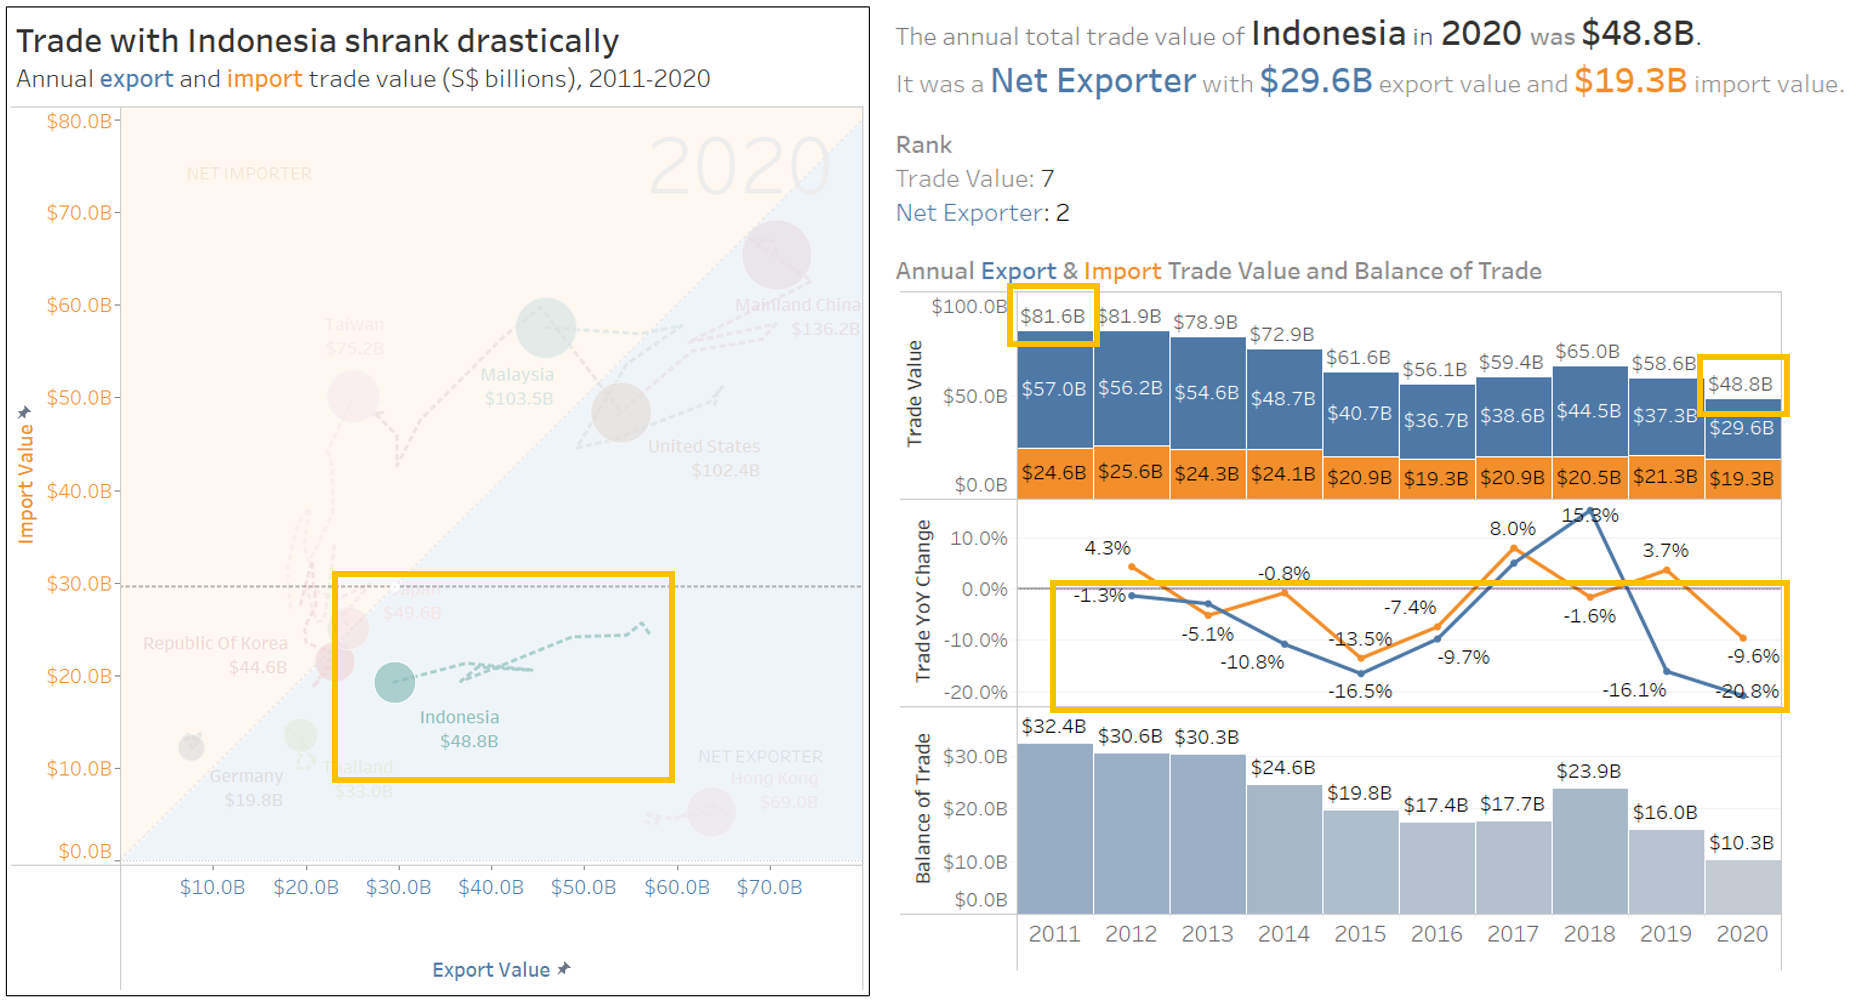 Trade with Indonesia shrank drastically
Annual export and import trade value (S$ billions), 2011-2020
$80.0B
$70.0B
$60.0B
$50.0B
$40.0B
$30.0B
$20.0B
$10.0B
$0.0B
Import Value
NET IMPORTER
2020
Mainland China
$136.2B
Taiwan
$75.2B
Malaysia
$103.5B
United States
$102.4B
Japan
$49.6B
Republic Of Korea
$44.6B
Indonesia
$48.8B
NET EXPORTER
Hong Kong
$69.0B
Germany
$19.8B
Thailand
$33.0B
$10.0B $20.0B $30.0B $40.0B $50.0B $60.0B $70.0B
Export Value
The annual total trade value of Indonesia in 2020 was $48.8B.
It was a Net Exporter with $29.6B export value and $19.3B import value.
Rank
Trade Value: 7
Net Exporter: 2
Annual Export & Import Trade Value and Balance of Trade
Trade Value
$100.0B
$50.0B
$0.0B
$81.6B $81.9B $78.9B $72.9B $61.6B $56.1B $59.4B $65.0B $58.6B $48.8B
$57.0B $56.2B $54.6B $48.7B $40.7B $36.7B $38.6B $44.5B $37.3B $29.6B
$24.6B $25.6B $24.3B $24.1B $20.9B $19.3B $20.9B $20.5B $21.3B $19.3B
Trade YoY Change
10.0%
0.0%
-10.0%
-20.0%
4.3% -5.1% -0.8% -13.5% -7.4% 8.0% -1.6% 3.7% -9.6%
-1.3% -10.8% -16.5% -9.7% 15.3% -16.1% -20.8%
Balance of Trade
$30.0B
$20.0B
$10.0B
$0.0B
$32.4B $30.6B $30.3B $24.6B $19.8B $17.4B $17.7B $23.9B $16.0B $10.3B
2011 2012 2013 2014 2015 2016 2017 2018 2019 2020